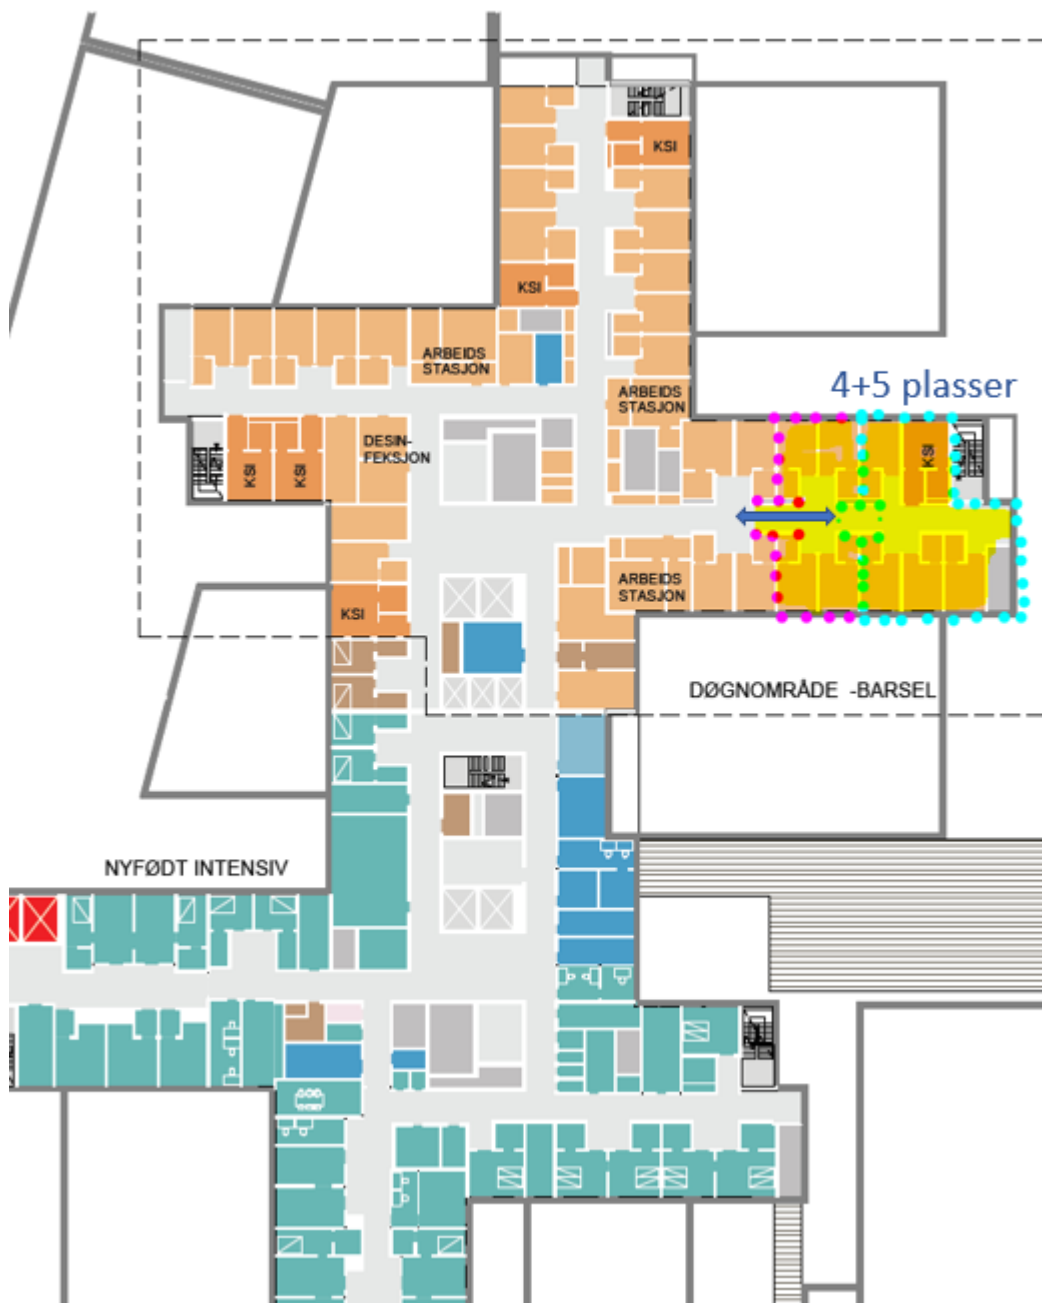 KSI
KSI
ARBEIDS
STASJON
4+5 plasser
ARBEIDS
STASJON
DESIN-
FEKSJON
KSI
KSI
KSI
ARBEIDS
STASJON
KSI
DØGNOMRÅDE -BARSEL
NYFØDT INTENSIV